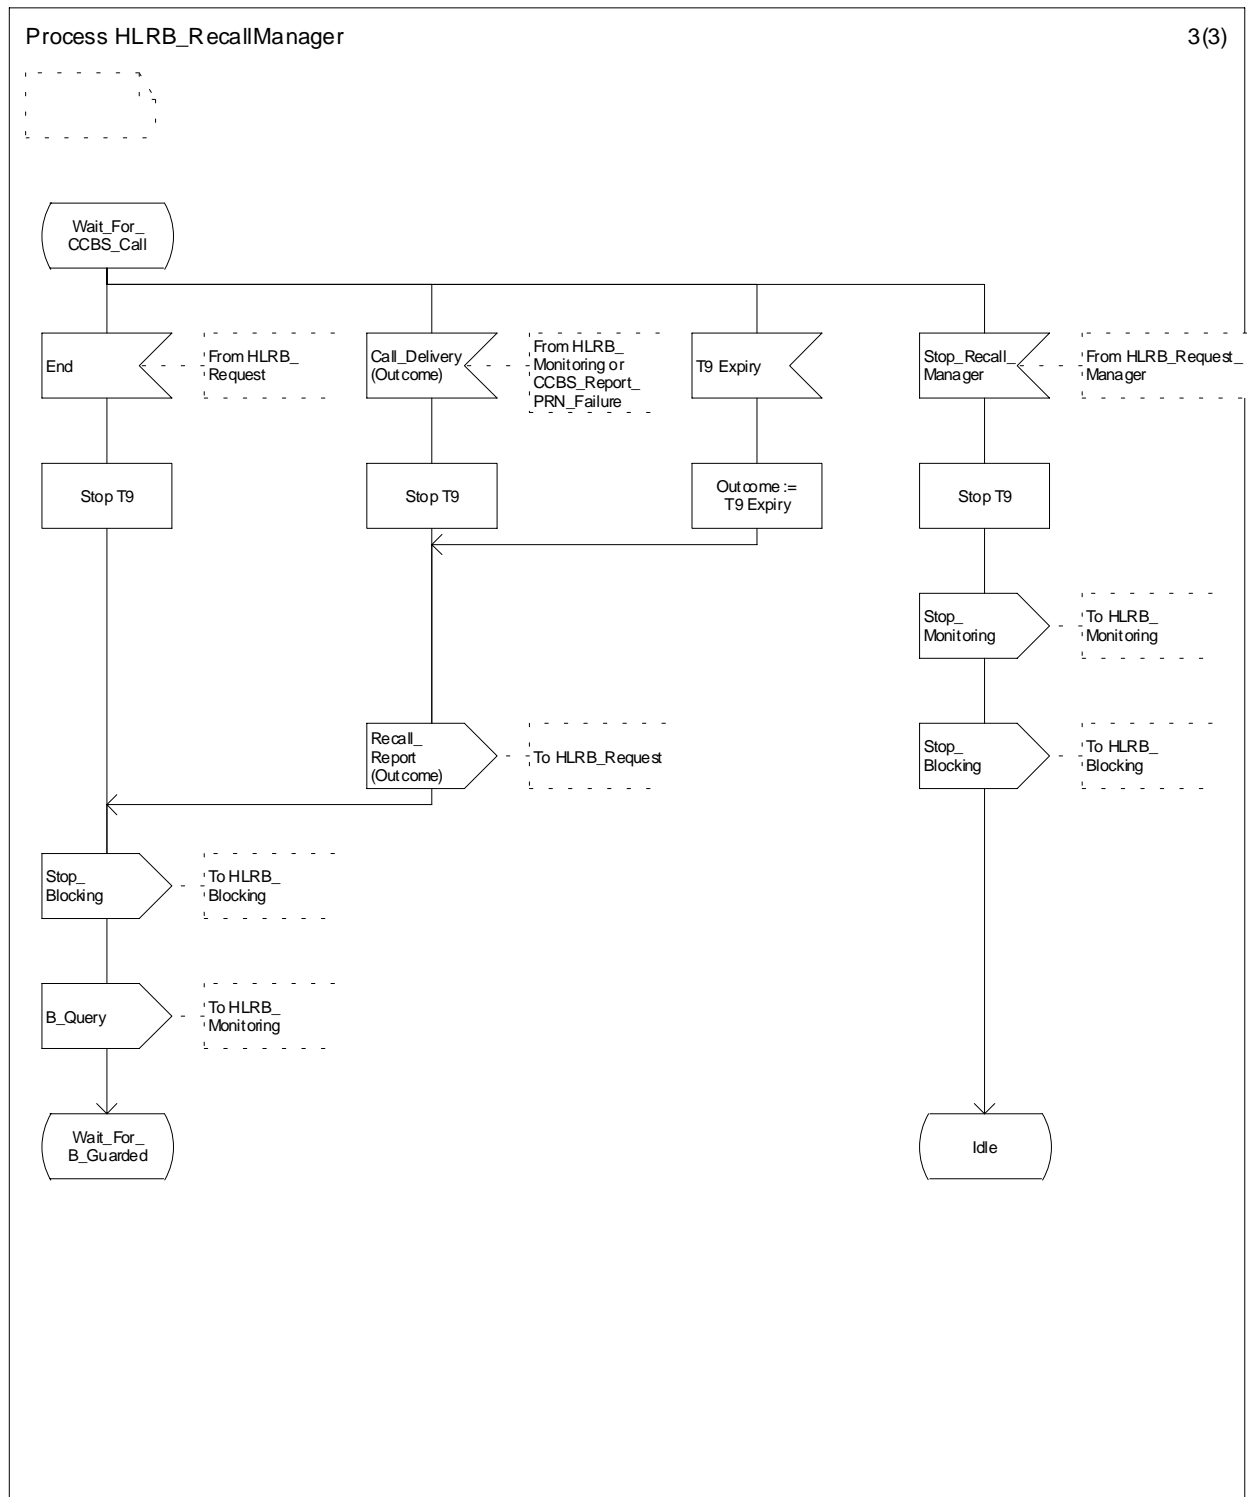 Process HLRB_RecallManager
3(3)
Wait_For_
CCBS_Call
End
From HLRB_
Request
Call_Delivery
(Outcome)
From HLRB_
Monitoring or
CCBS_Report_
PRN_Failure
T9 Expiry
Stop_Recall_
Manager
From HLRB_Request_
Manager
Stop T9
Stop T9
Outcome :=
T9 Expiry
Stop T9
Stop_
Monitoring
To HLRB_
Monitoring
Recall_
Report
(Outcome)
To HLRB_Request
Stop_
Blocking
To HLRB_
Blocking
Stop_
Blocking
To HLRB_
Blocking
B_Query
To HLRB_
Monitoring
Wait_For_
B_Guarded
Idle